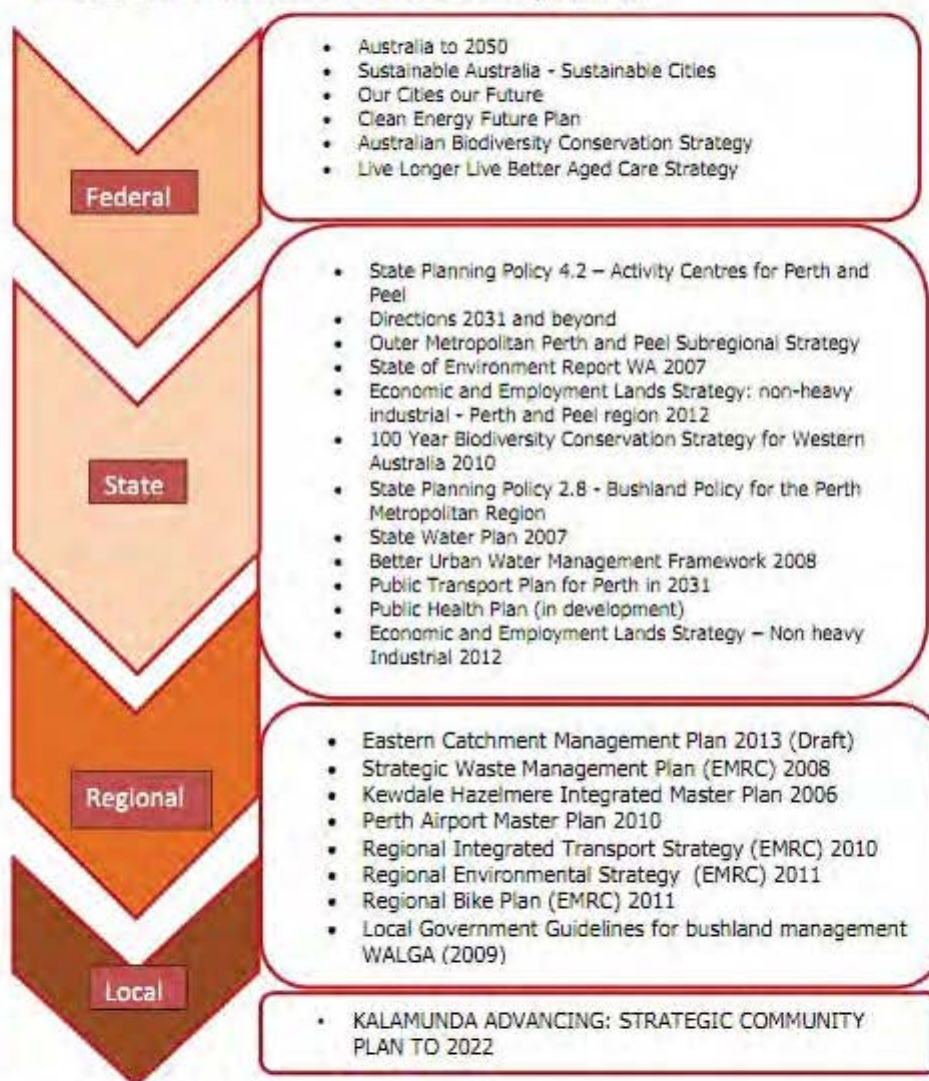 Federal
• Australia to 2050
• Sustainable Australia - Sustainable Cities
• Our Cities our Future
• Clean Energy Future Plan
• Australian Biodiversity Conservation Strategy
• Live Longer Live Better Aged Care Strategy
State
• State Planning Policy 4.2 – Activity Centres for Perth and
Peel
• Directions 2031 and beyond
• Outer Metropolitan Perth and Peel Subregional Strategy
• State of Environment Report WA 2007
• Economic and Employment Lands Strategy: non-heavy
industrial - Perth and Peel region 2012
• 100 Year Biodiversity Conservation Strategy for Western
Australia 2010
• State Planning Policy 2.8 - Bushland Policy for the Perth
Metropolitan Region
• State Water Plan 2007
• Better Urban Water Management Framework 2008
• Public Transport Plan for Perth in 2031
• Public Health Plan (in development)
• Economic and Employment Lands Strategy – Non heavy
Industrial 2012
Regional
• Eastern Catchment Management Plan 2013 (Draft)
• Strategic Waste Management Plan (EMRC) 2008
• Kewdale Hazelmere Integrated Master Plan 2006
• Perth Airport Master Plan 2010
• Regional Integrated Transport Strategy (EMRC) 2010
• Regional Environmental Strategy (EMRC) 2011
• Regional Bike Plan (EMRC) 2011
• Local Government Guidelines for bushland management
WALGA (2009)
Local
• KALAMUNDA ADVANCING: STRATEGIC COMMUNITY
PLAN TO 2022